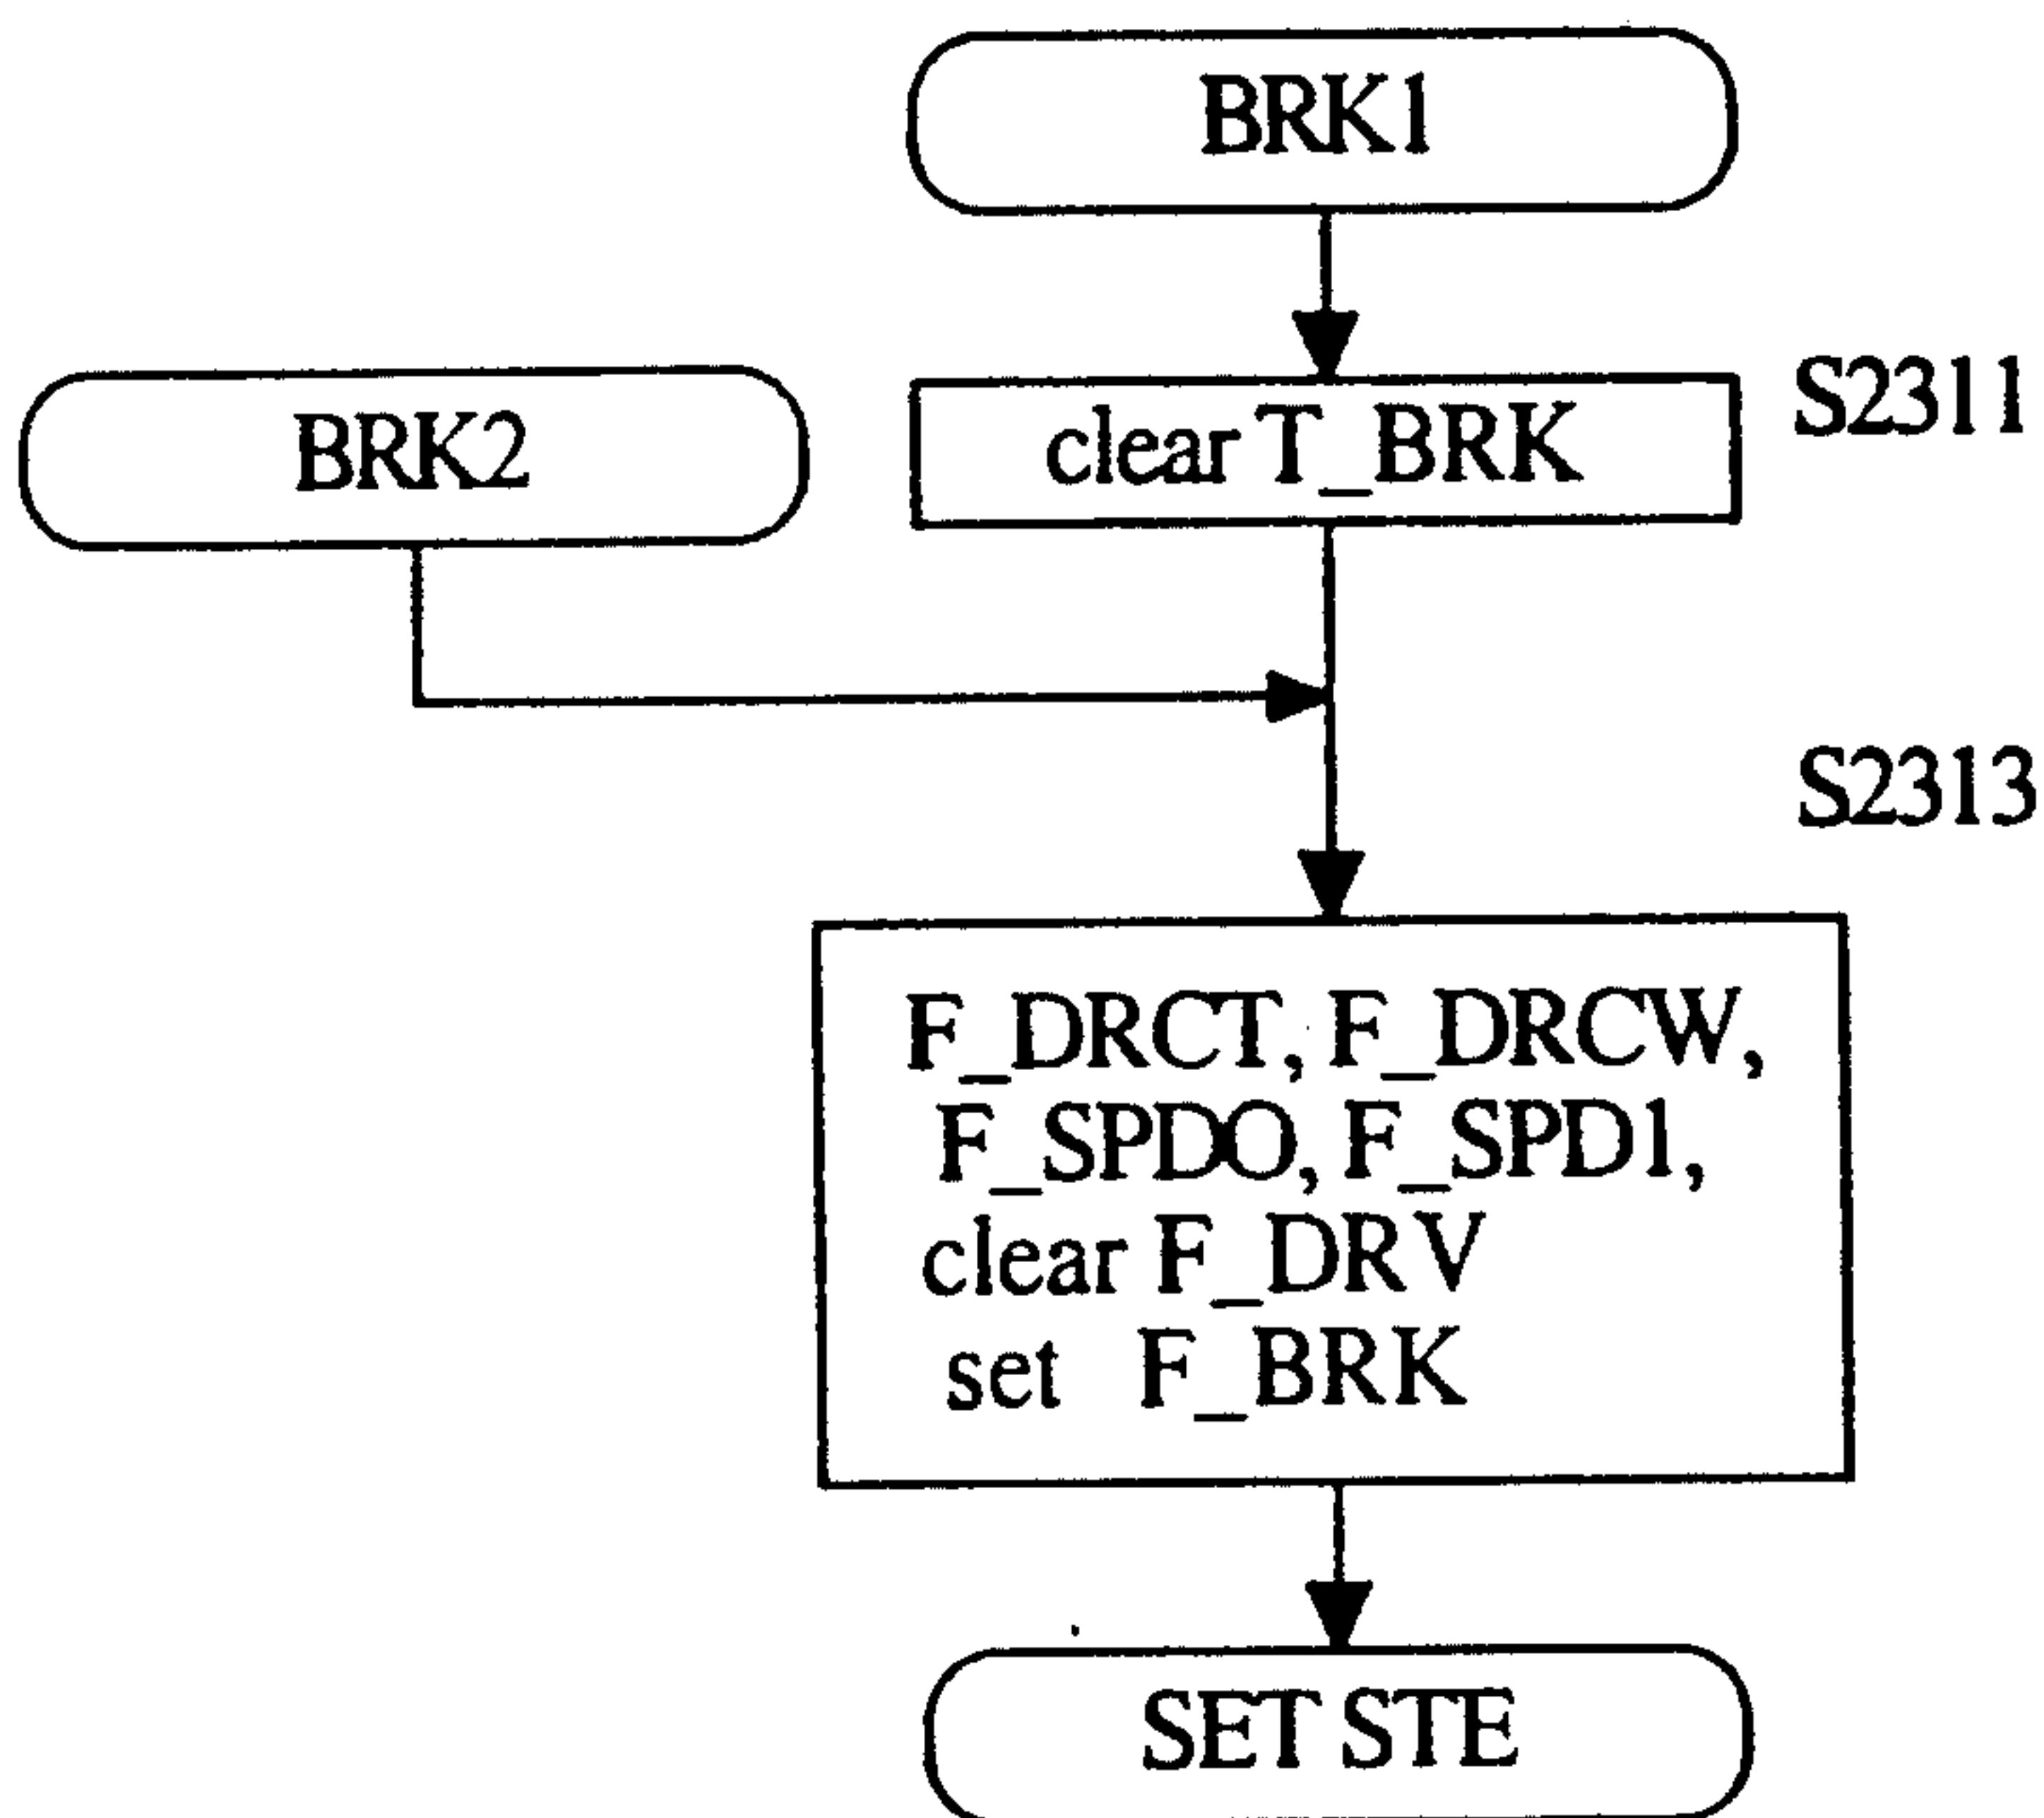 BRK1
S2311
BRK2
clear T_BRK
S2313
F_DRCT, F_DRCW,
F_SPDO, F_SPD1,
clear F_DRV
set F_BRK
SET STE